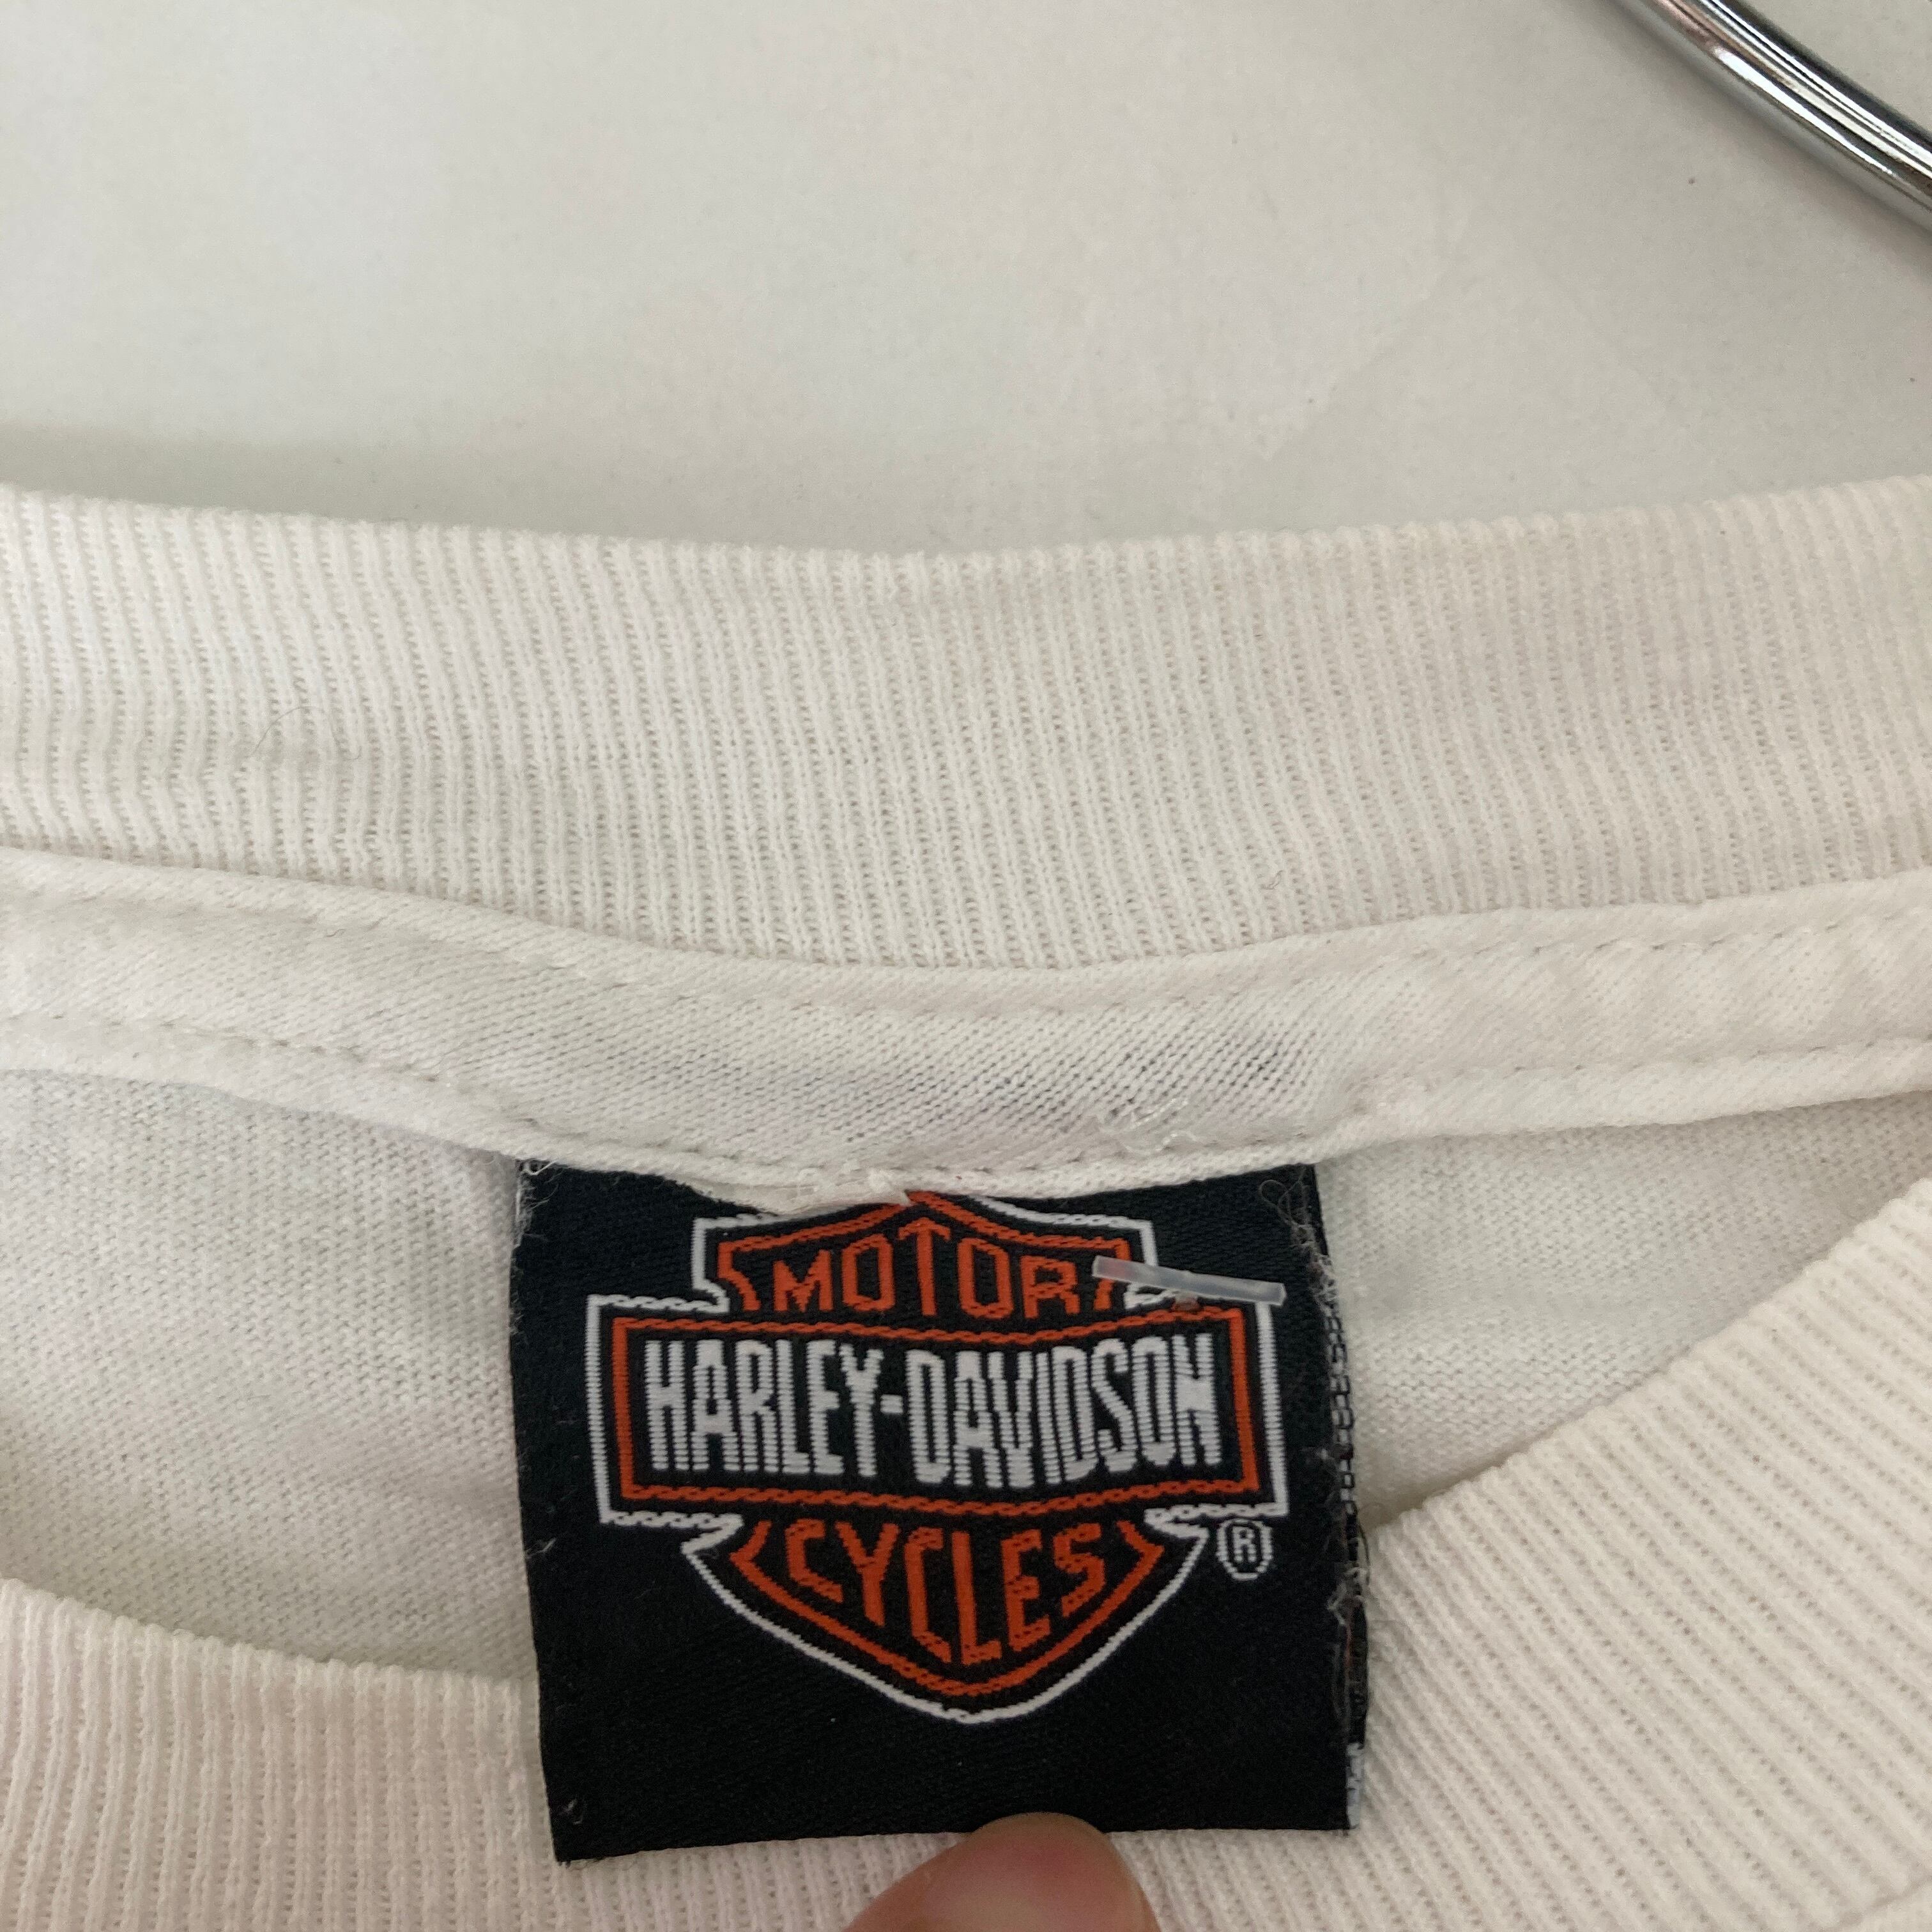 MOTOR
HARLEY-DAVIDSON
CYCLES
®